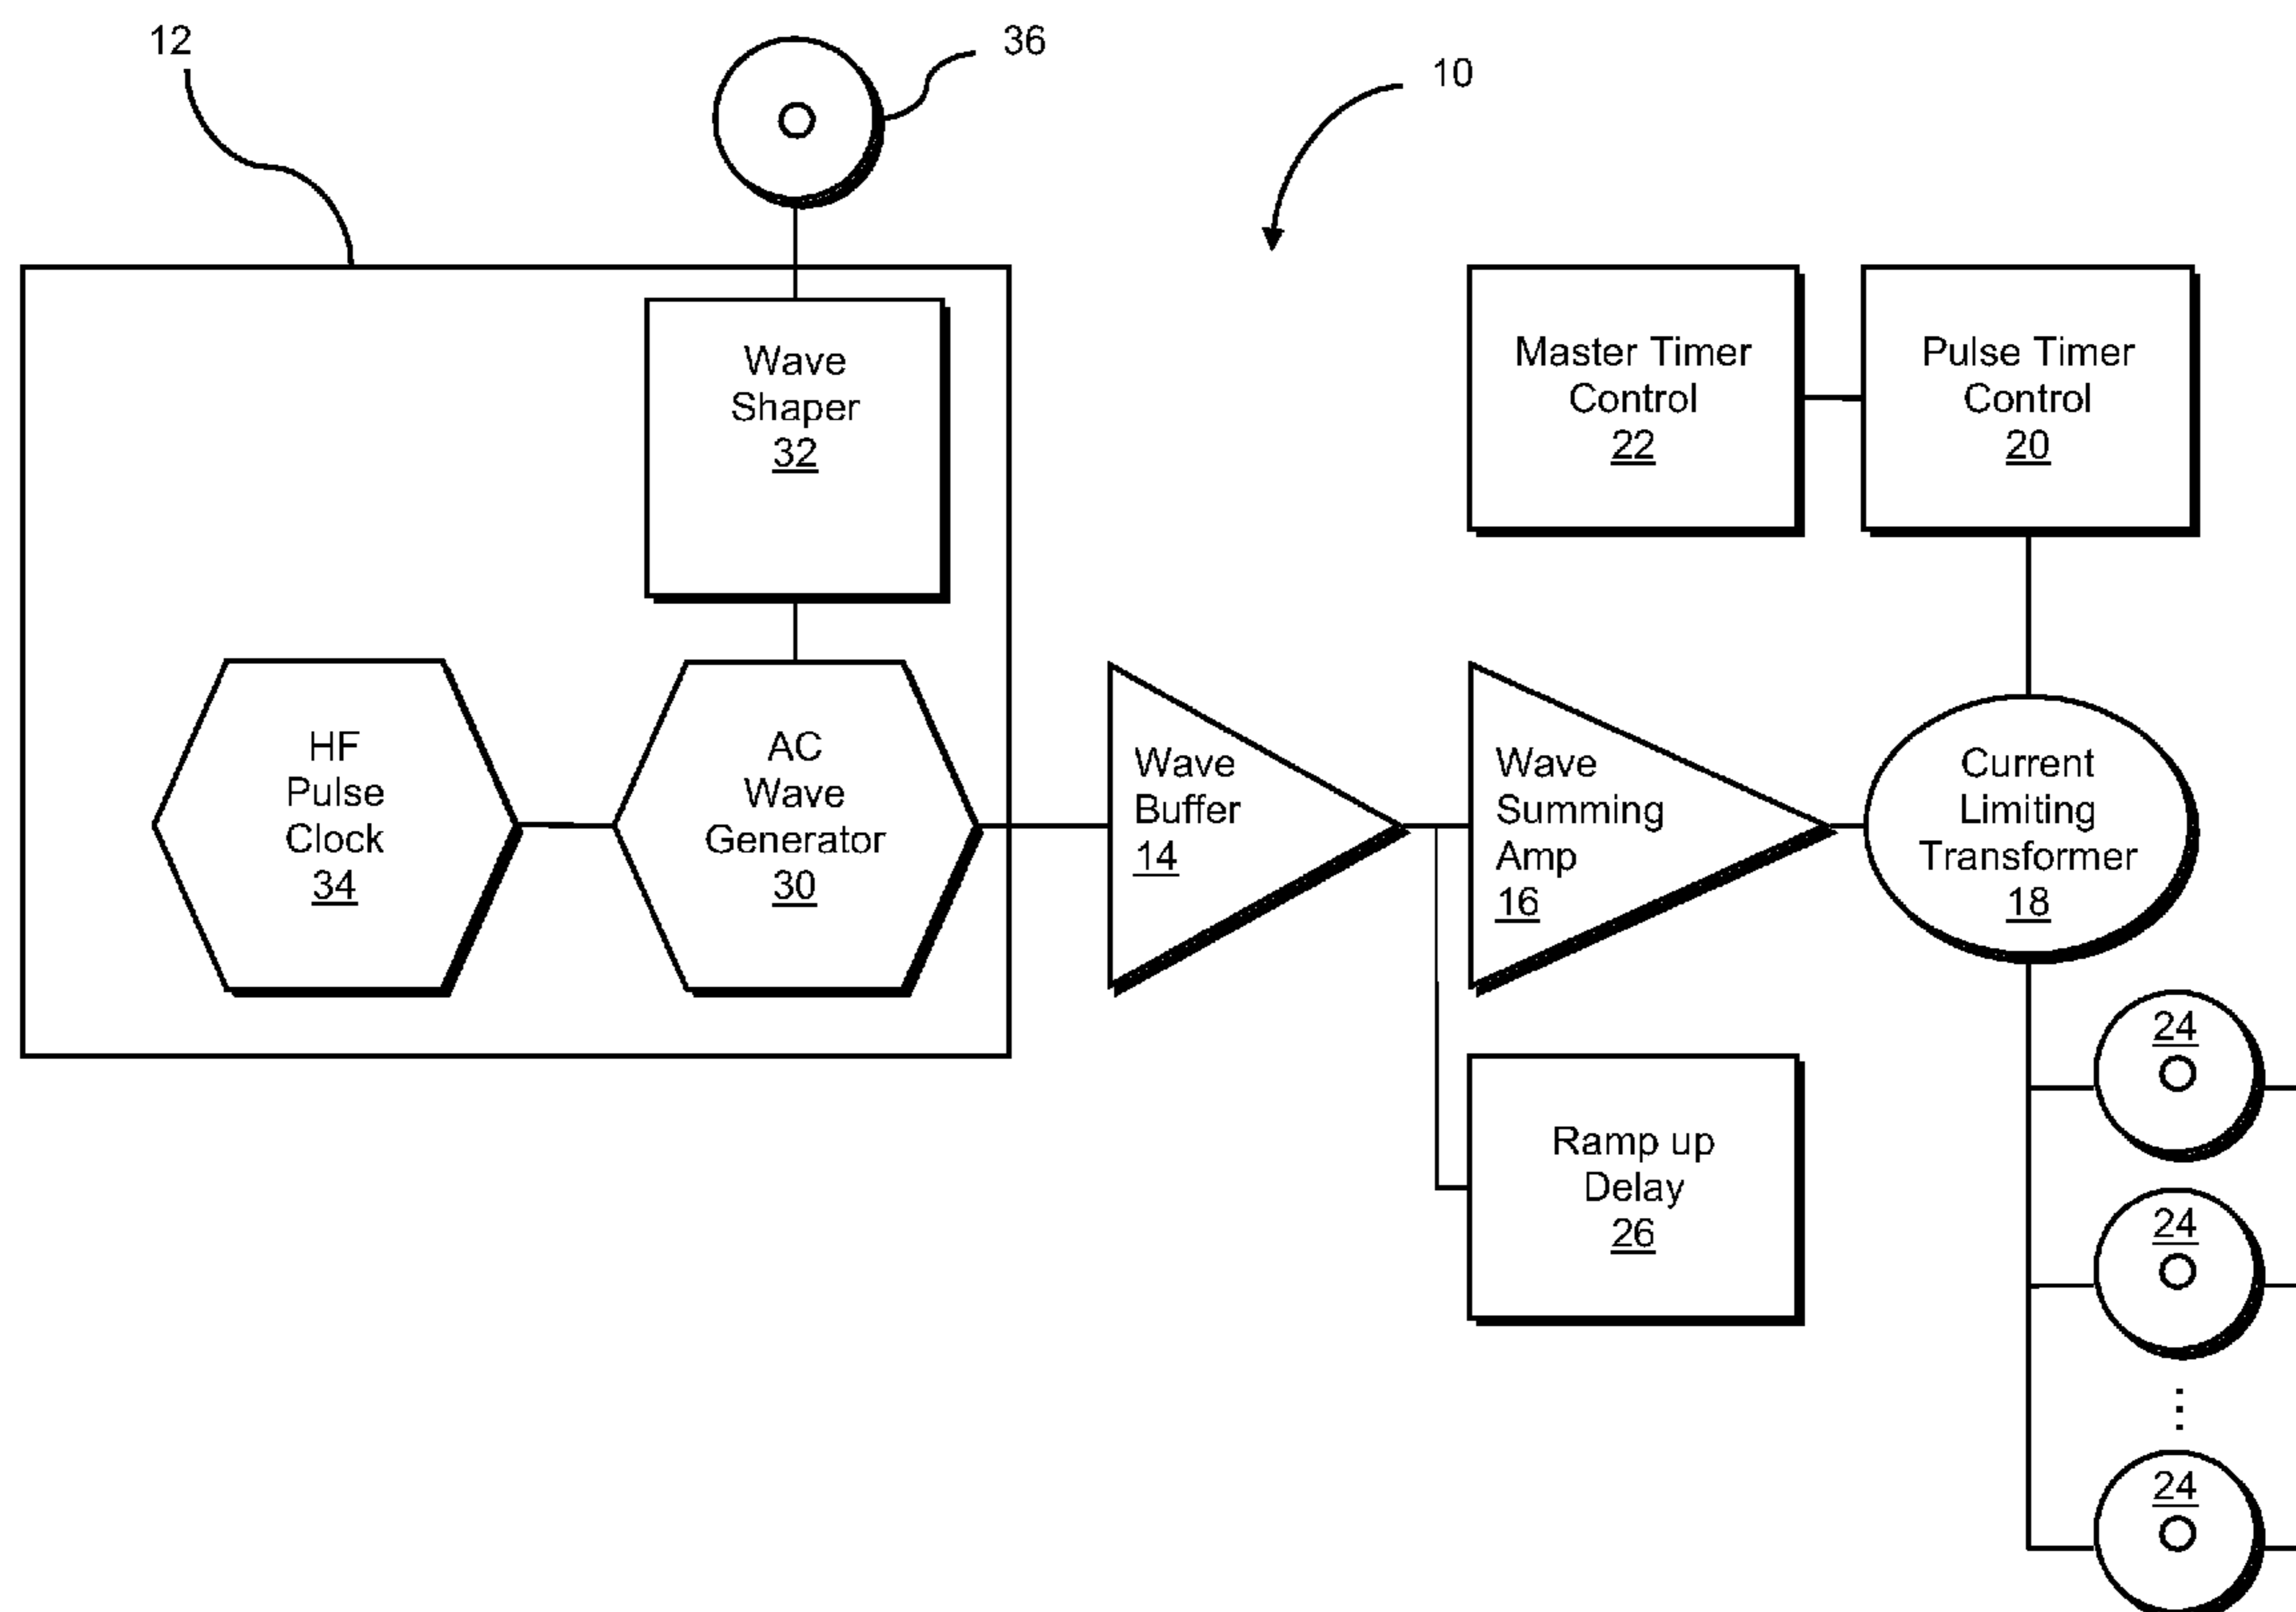 12
36
10
Wave
Shaper
32
Master Timer
Control
22
Pulse Timer
Control
20
HF
Pulse
Clock
34
AC
Wave
Generator
30
Wave
Buffer
14
Wave
Summing
Amp
16
Current
Limiting
Transformer
18
24
Ramp up
Delay
26
24
24